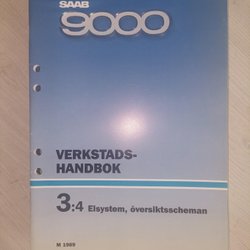 SAAB
9000
VERKSTADS-
HANDBOK
3:4 Elsystem, översiktsscheman
M 1989